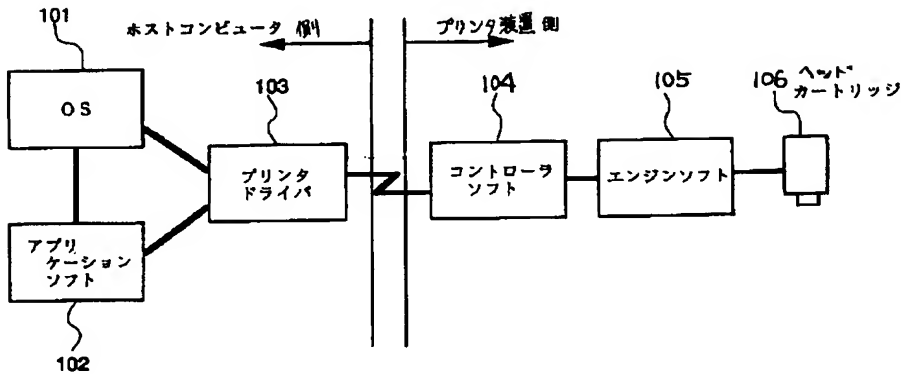 101
ホストコンピュータ 側
プリンタ装置側
OS
103
104
105
106 ヘッド
カートリッジ
プリンタ
ドライバ
コントローラ
ソフト
エンジンソフト
アプリ
ケーション
ソフト
102